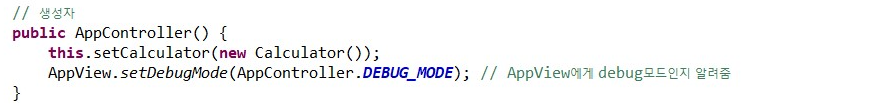 // 생성자
public AppController() {
    this.setCalculator(new Calculator());
    AppView.setDebugMode(AppController.DEBUG_MODE); // AppView에게 debug모드인지 알려줌
}